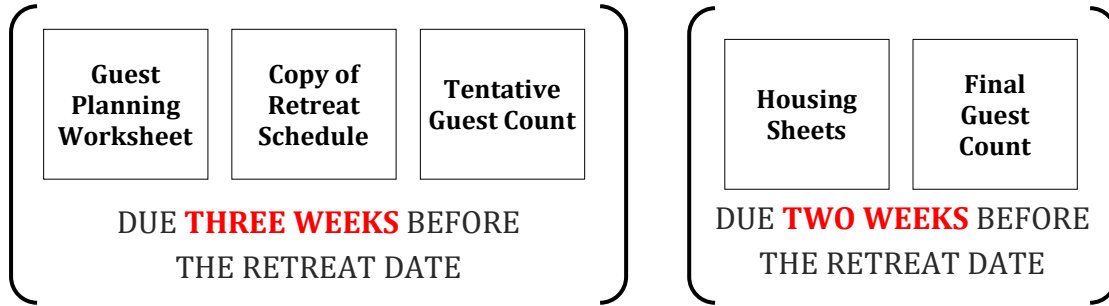 Guest
Planning
Worksheet
Copy of
Retreat
Schedule
Tentative
Guest Count
DUE THREE WEEKS BEFORE
THE RETREAT DATE
Housing
Sheets
Final
Guest
Count
DUE TWO WEEKS BEFORE
THE RETREAT DATE